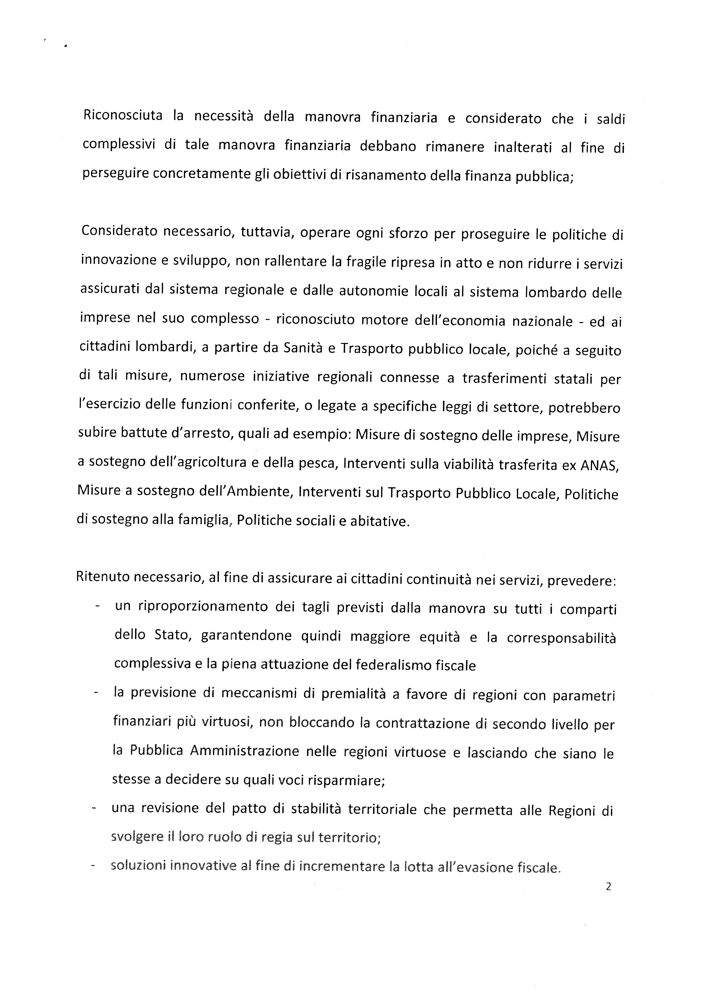 Riconosciuta la necessità della manovra finanziaria e considerato che i saldi
complessivi di tale manovra finanziaria debbano rimanere inalterati al fine di
perseguire concretamente gli obiettivi di risanamento della finanza pubblica;
Considerato necessario, tuttavia, operare ogni sforzo per proseguire le politiche di
innovazione e sviluppo, non rallentare la fragile ripresa in atto e non ridurre i servizi
assicurati dal sistema regionale e dalle autonomie locali al sistema lombardo delle
imprese nel suo complesso - riconosciuto motore dell'economia nazionale - ed ai
cittadini lombardi, a partire da Sanità e Trasporto pubblico locale, poiché a seguito
di tali misure, numerose iniziative regionali connesse a trasferimenti statali per
l'esercizio delle funzioni conferite, o legate a specifiche leggi di settore, potrebbero
subire battute d'arresto, quali ad esempio: Misure di sostegno delle imprese, Misure
a sostegno dell'agricoltura e della pesca, Interventi sulla viabilità trasferita ex ANAS,
Misure a sostegno dell'Ambiente, Interventi sul Trasporto Pubblico Locale, Politiche
di sostegno alla famiglia, Politiche sociali e abitative.
Ritenuto necessario, al fine di assicurare ai cittadini continuità nei servizi, prevedere:
- un riproporzionamento dei tagli previsti dalla manovra su tutti i comparti
dello Stato, garantendone quindi maggiore equità e la corresponsabilità
complessiva e la piena attuazione del federalismo fiscale
- la previsione di meccanismi di premialità a favore di regioni con parametri
finanziari più virtuosi, non bloccando la contrattazione di secondo livello per
la Pubblica Amministrazione nelle regioni virtuose e lasciando che siano le
stesse a decidere su quali voci risparmiare;
- una revisione del patto di stabilità territoriale che permetta alle Regioni di
svolgere il loro ruolo di regia sul territorio;
- soluzioni innovative al fine di incrementare la lotta all'evasione fiscale.
2